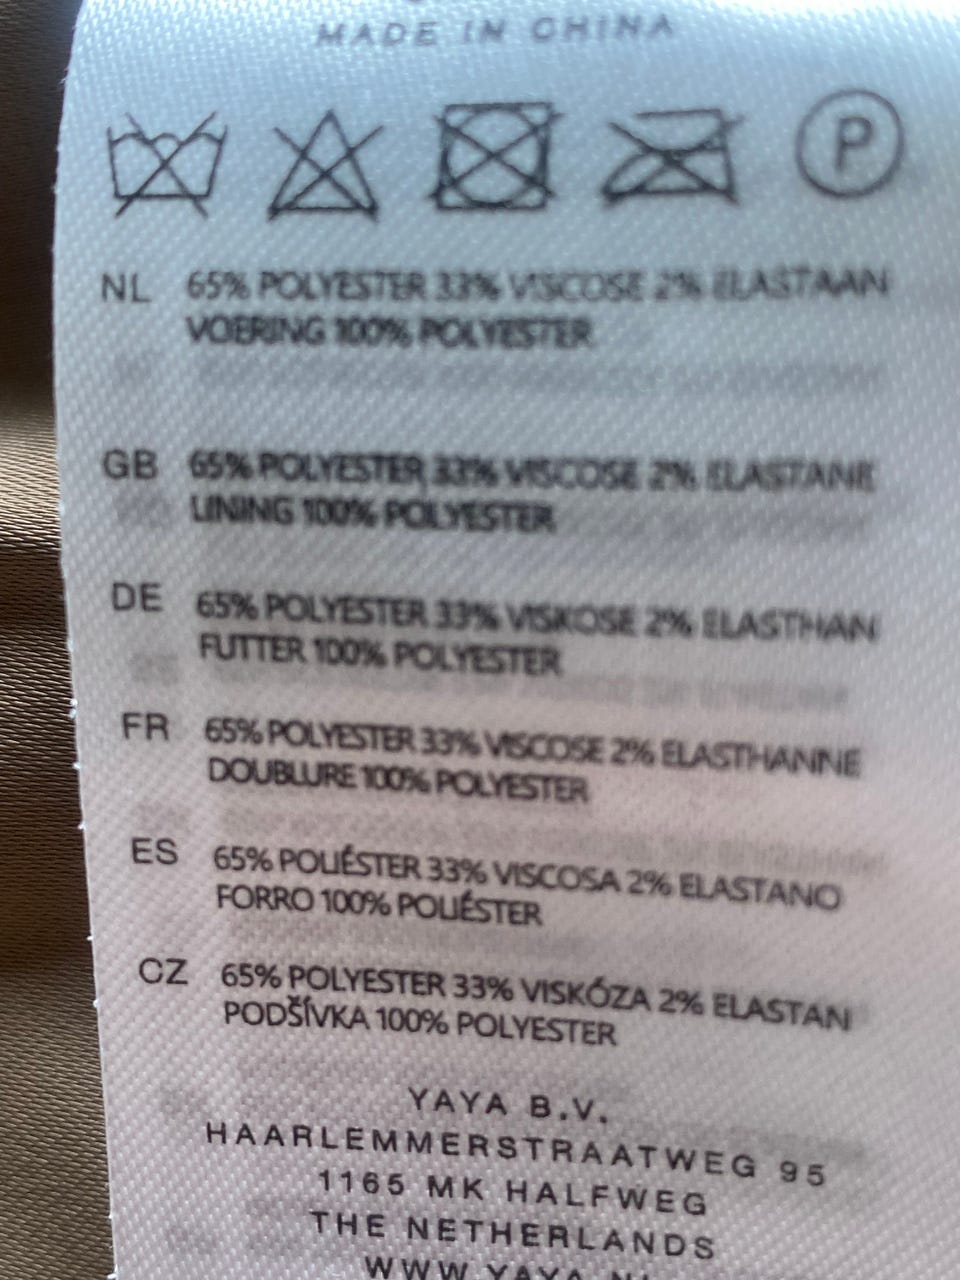 MADE IN CHINA
P
NL 65% POLYESTER 33% VISCOSE 2% ELASTAAN
VOERING 100% POLYESTER
GB 65% POLYESTER 33% VISCOSE 2% ELASTANE
LINING 100% POLYESTER
DE 65% POLYESTER 33% VISKOSE 2% ELASTHAN
FUTTER 100% POLYESTER
FR 65% POLYESTER 33% VISCOSE 2% ELASTHANNE
DOUBLURE 100% POLYESTER
ES 65% POLIÉSTER 33% VISCOSA 2% ELASTANO
FORRO 100% POLIÉSTER
CZ 65% POLYESTER 33% VISKÓZA 2% ELASTAN
PODŠÍVKA 100% POLYESTER
YAYA B.V.
HAARLEMMERSTRAATWEG 95
1165 MK HALFWEG
THE NETHERLANDS
WWW.YAYA.NL